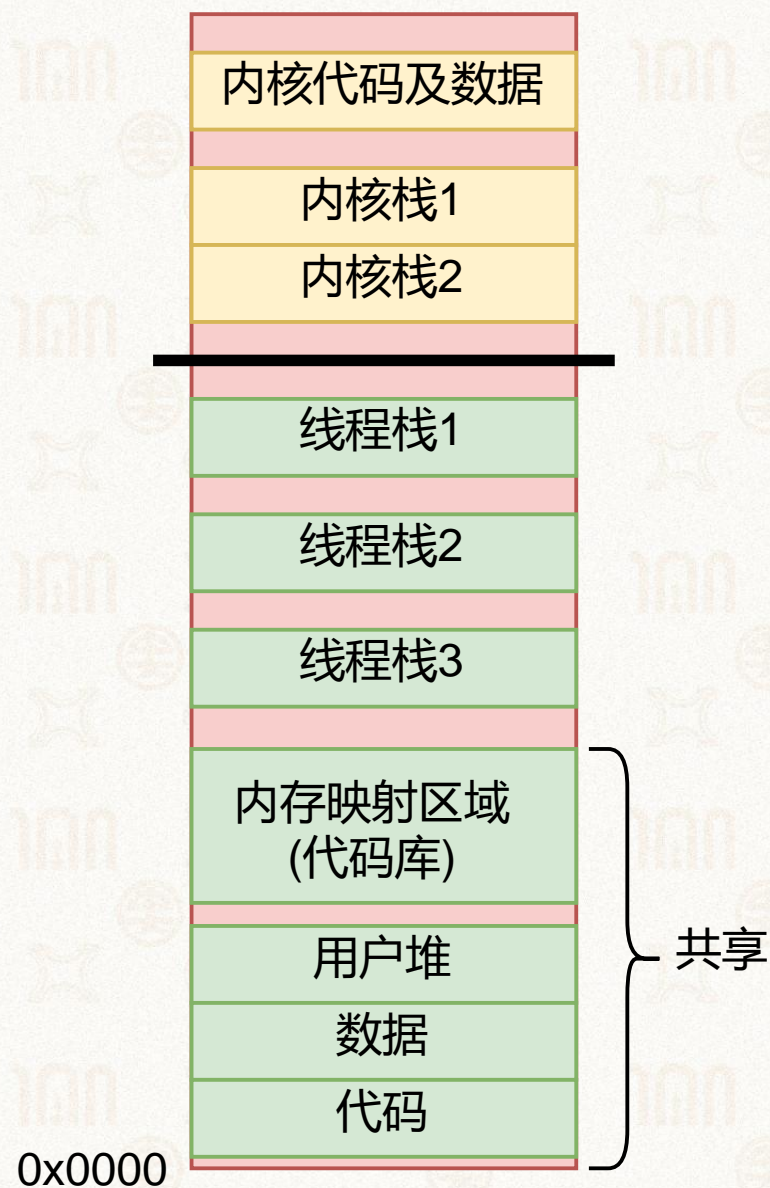 内核代码及数据
内核栈1
内核栈2
线程栈1
线程栈2
线程栈3
内存映射区域
(代码库)
用户堆
共享
数据
代码
0x0000